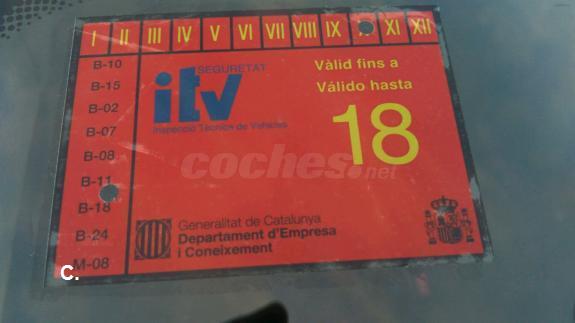 I II III IV V VI VII VIII IX X XI XII
B-10
B-15
B-02
B-07
B-08
B-11
B-18
B-24
M-08
SEGURETAT
itv
Inspecció Tècnica de Vehicles
Vàlid fins a
Válido hasta
18
coches.net
Generalitat de Catalunya
Departament d'Empresa
i Coneixement
C.